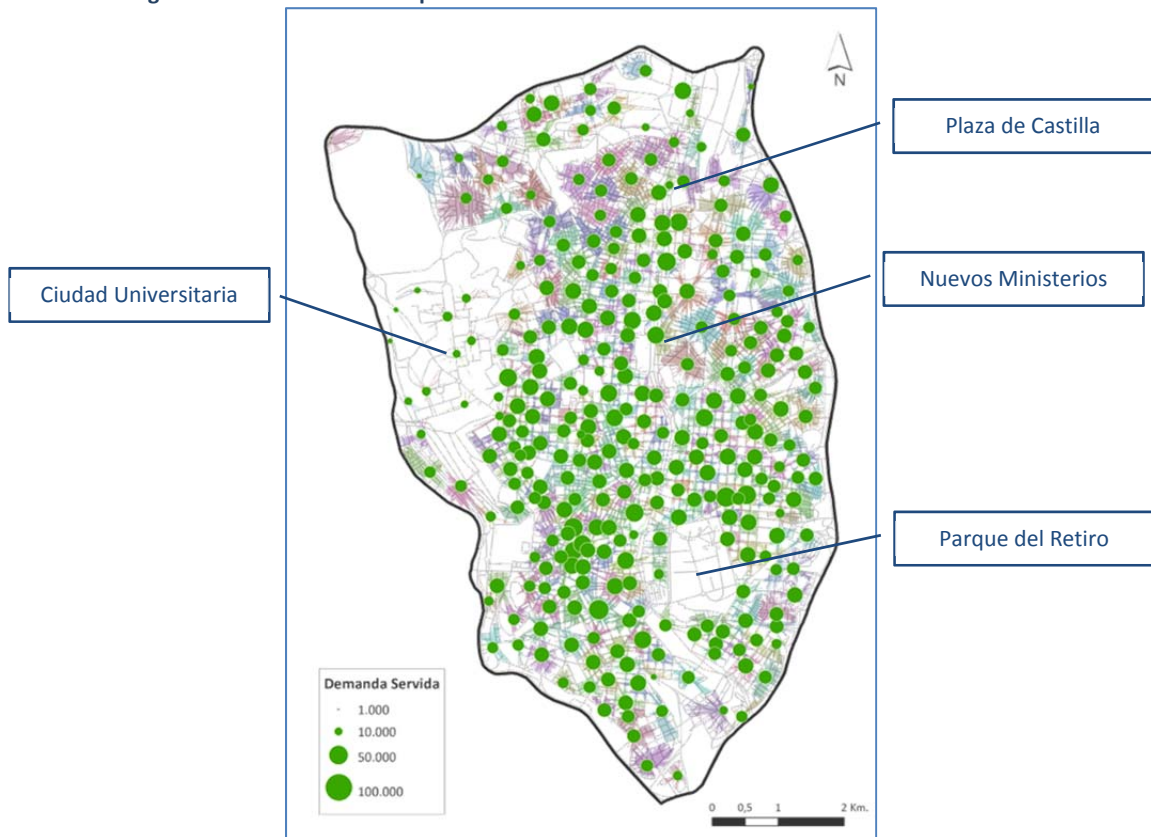 Plaza de Castilla
Nuevos Ministerios
Ciudad Universitaria
Parque del Retiro
N
Demanda Servida
1.000
10.000
50.000
100.000
0 0,5 1 2 Km.